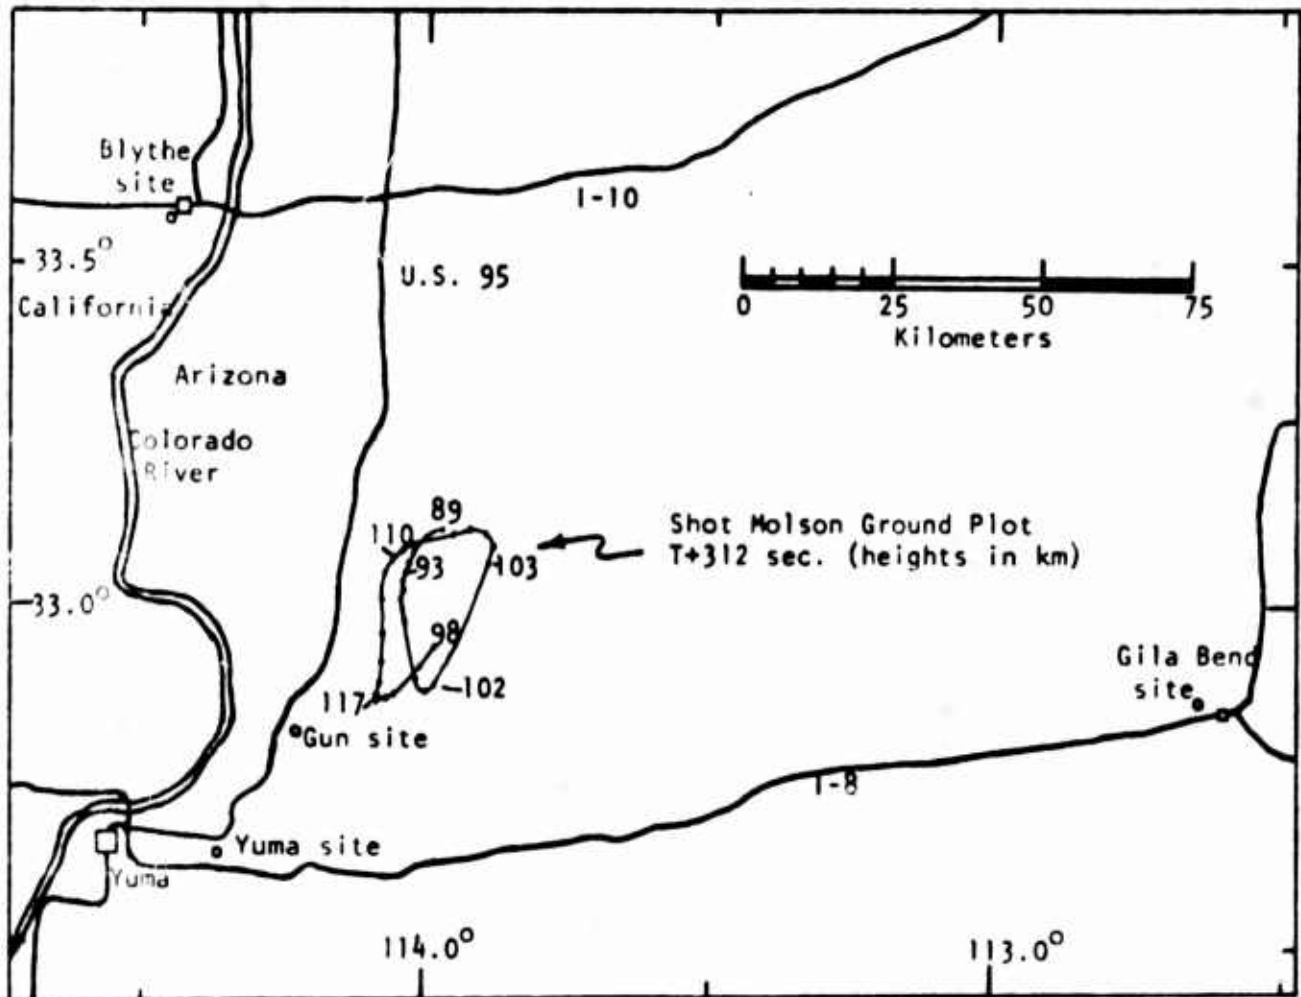 Blythe
site
I-10
33.5°
U.S. 95
California
0 25 50 75
Kilometers
Arizona
Colorado
River
89
110
Shot Molson Ground Plot
T+312 sec. (heights in km)
93
103
33.0°
98
Gila Bend
site
102
117
Gun site
I-8
Yuma site
Yuma
114.0°
113.0°